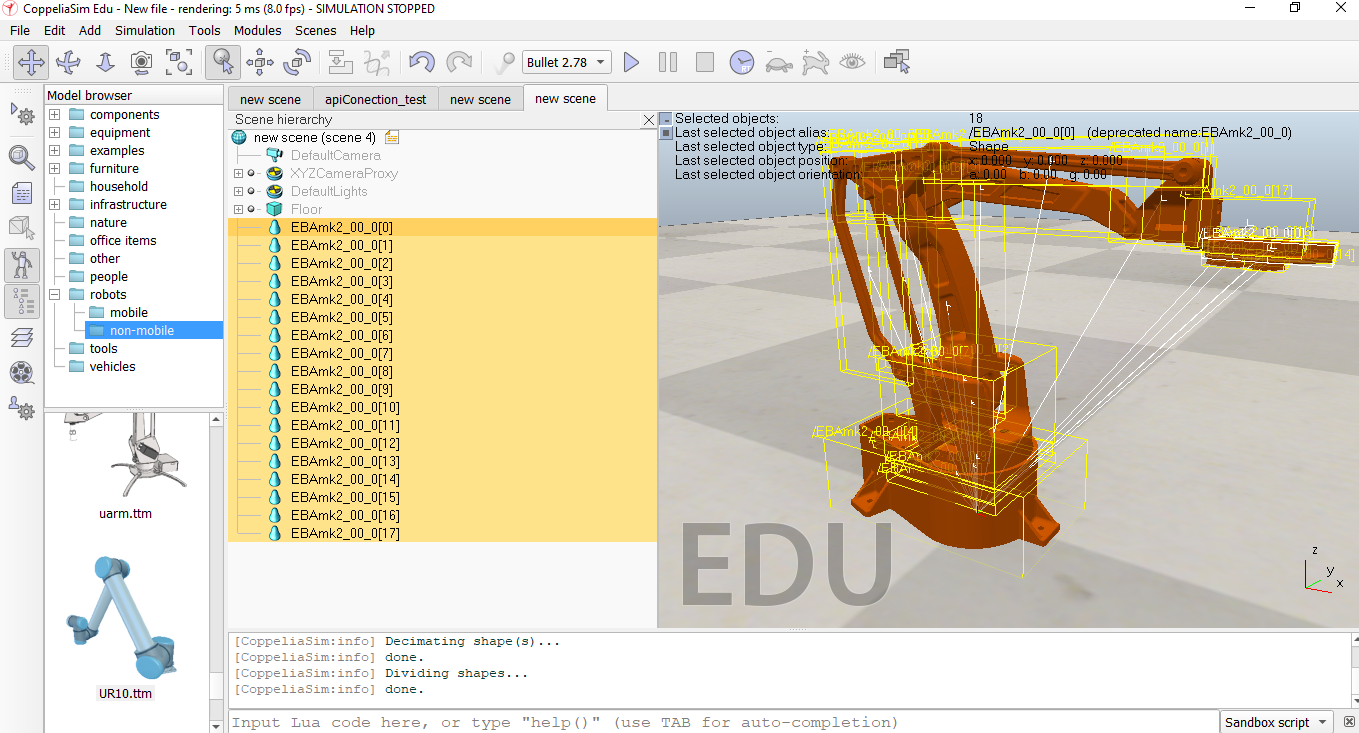 CoppeliaSim Edu - New file - rendering: 5 ms (8.0 fps) - SIMULATION STOPPED
File Edit Add Simulation Tools Modules Scenes Help
Bullet 2.78
Model browser
components
equipment
examples
furniture
household
infrastructure
nature
office items
other
people
robots
mobile
non-mobile
tools
vehicles
uarm.ttm
UR10.ttm
new scene apiConection_test new scene new scene
Scene hierarchy
new scene (scene 4)
DefaultCamera
XYZCameraProxy
DefaultLights
Floor
EBAmk2_00_0[0]
EBAmk2_00_0[1]
EBAmk2_00_0[2]
EBAmk2_00_0[3]
EBAmk2_00_0[4]
EBAmk2_00_0[5]
EBAmk2_00_0[6]
EBAmk2_00_0[7]
EBAmk2_00_0[8]
EBAmk2_00_0[9]
EBAmk2_00_0[10]
EBAmk2_00_0[11]
EBAmk2_00_0[12]
EBAmk2_00_0[13]
EBAmk2_00_0[14]
EBAmk2_00_0[15]
EBAmk2_00_0[16]
EBAmk2_00_0[17]
Selected objects: 18
Last selected object alias: /EBAmk2_00_0[0] (deprecated name:EBAmk2_00_0)
Last selected object type: Shape
Last selected object position: x: 0.000 y: 0.000 z: 0.000
Last selected object orientation: a: 0.00 b: 0.00 g: 0.00
EDU
z
y
x
[CoppeliaSim:info] Decimating shape(s)...
[CoppeliaSim:info] done.
[CoppeliaSim:info] Dividing shapes...
[CoppeliaSim:info] done.
Input Lua code here, or type "help()" (use TAB for auto-completion)
Sandbox script